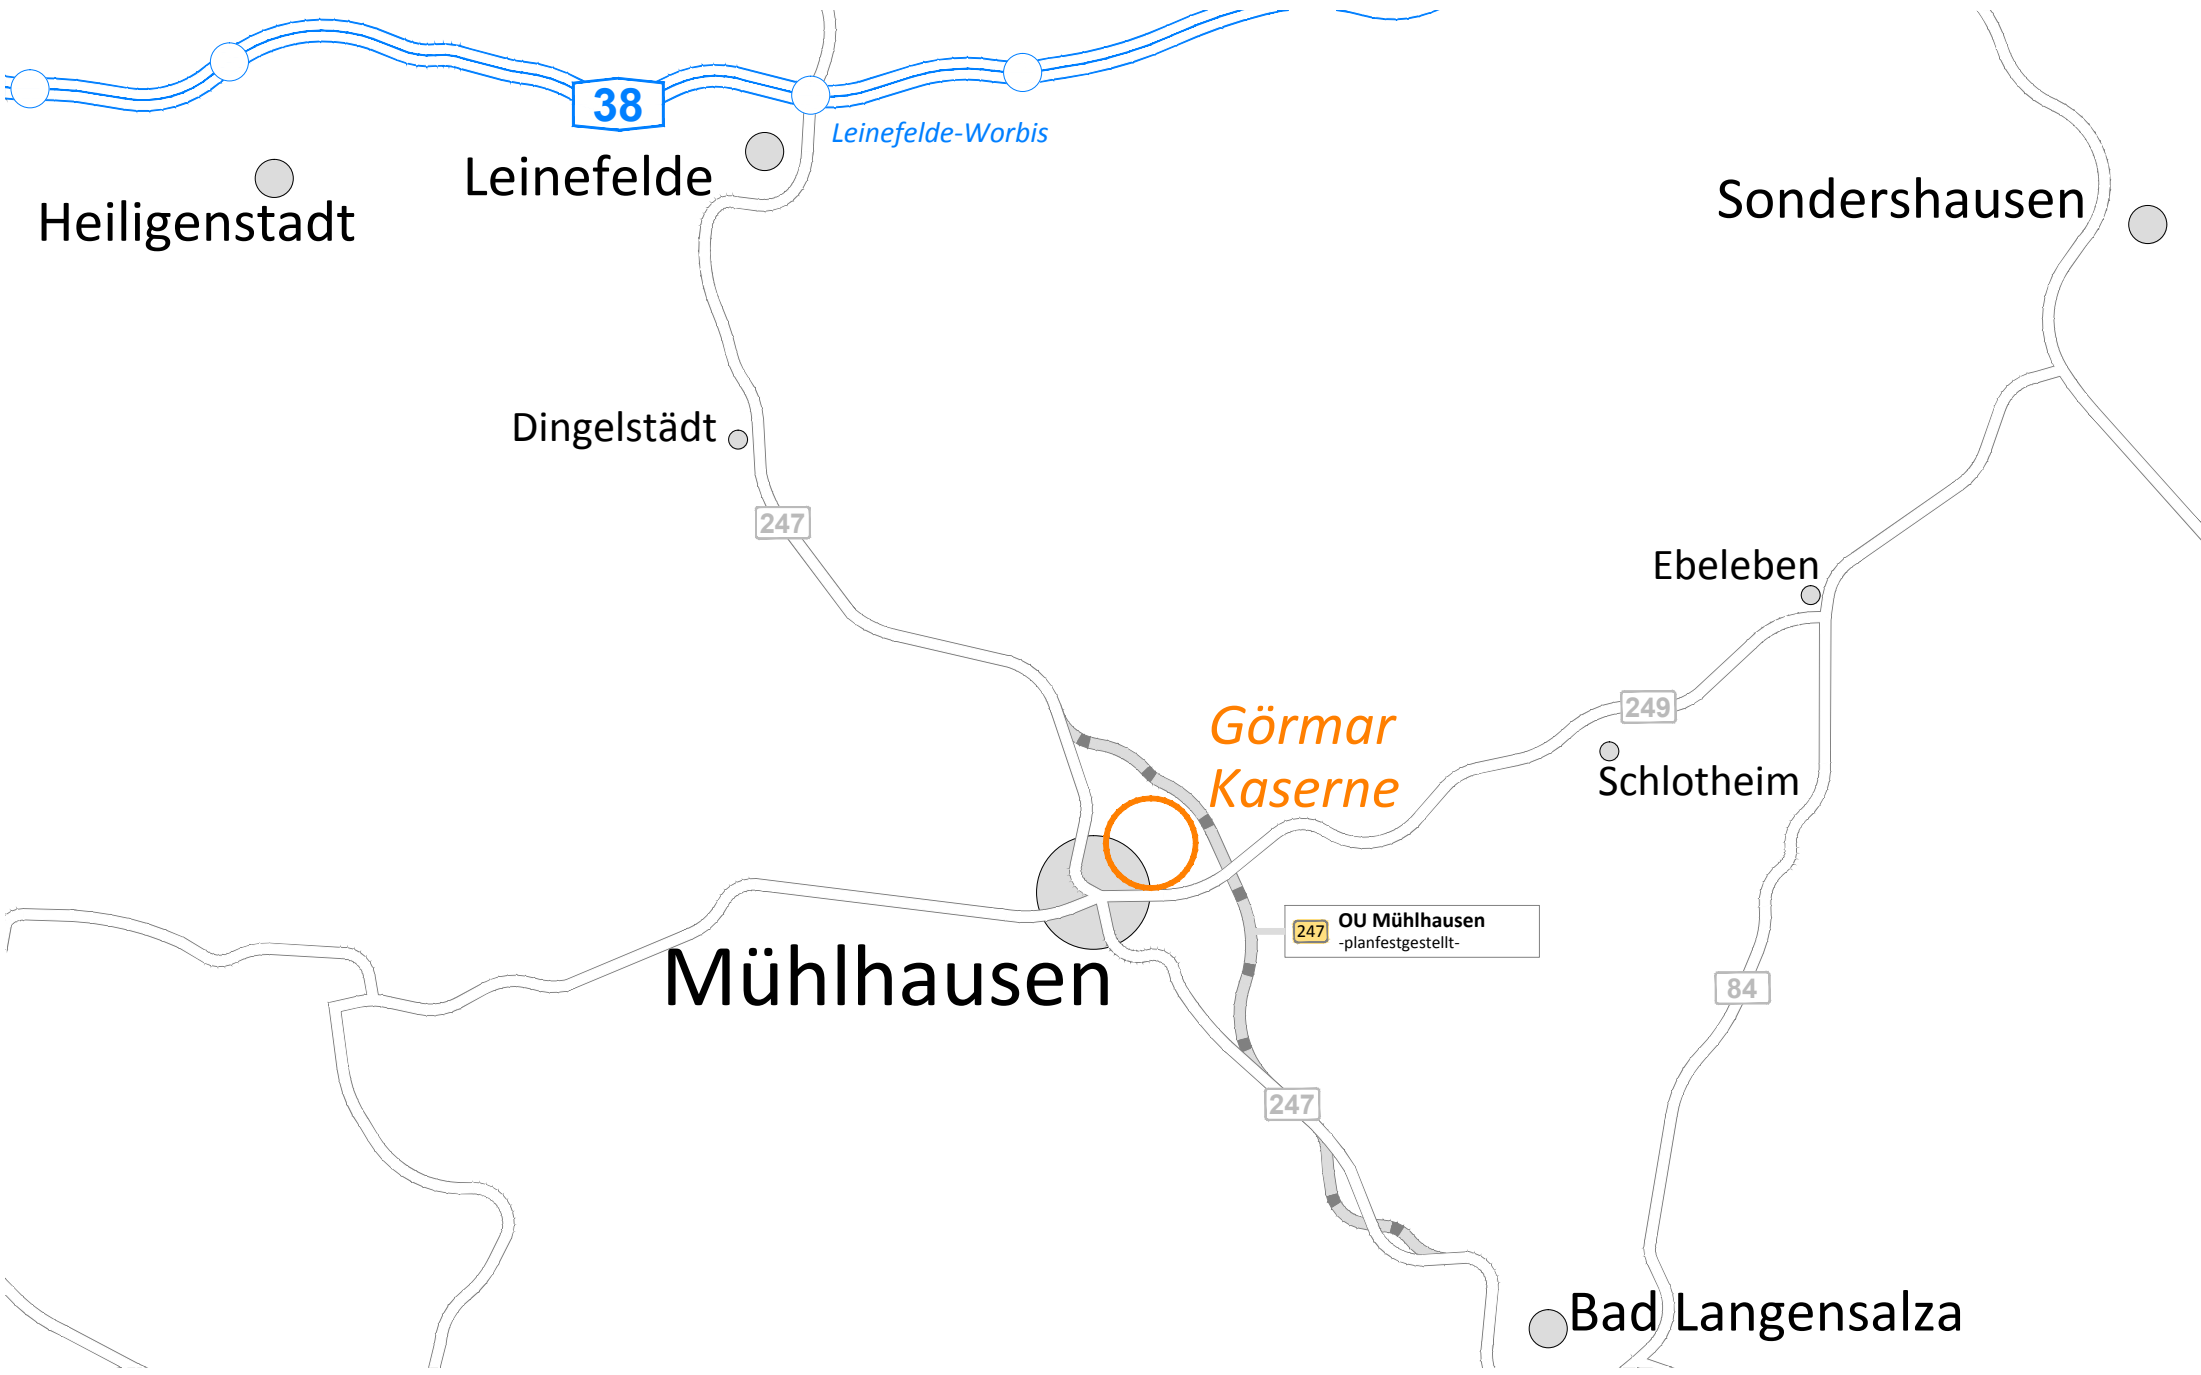 38
Leinefelde-Worbis
Leinefelde
Heiligenstadt
Sondershausen
Dingelstädt
247
Ebeleben
249
Görmar
Kaserne
Schlotheim
247 OU Mühlhausen
-planfestgestellt-
Mühlhausen
84
247
Bad Langensalza